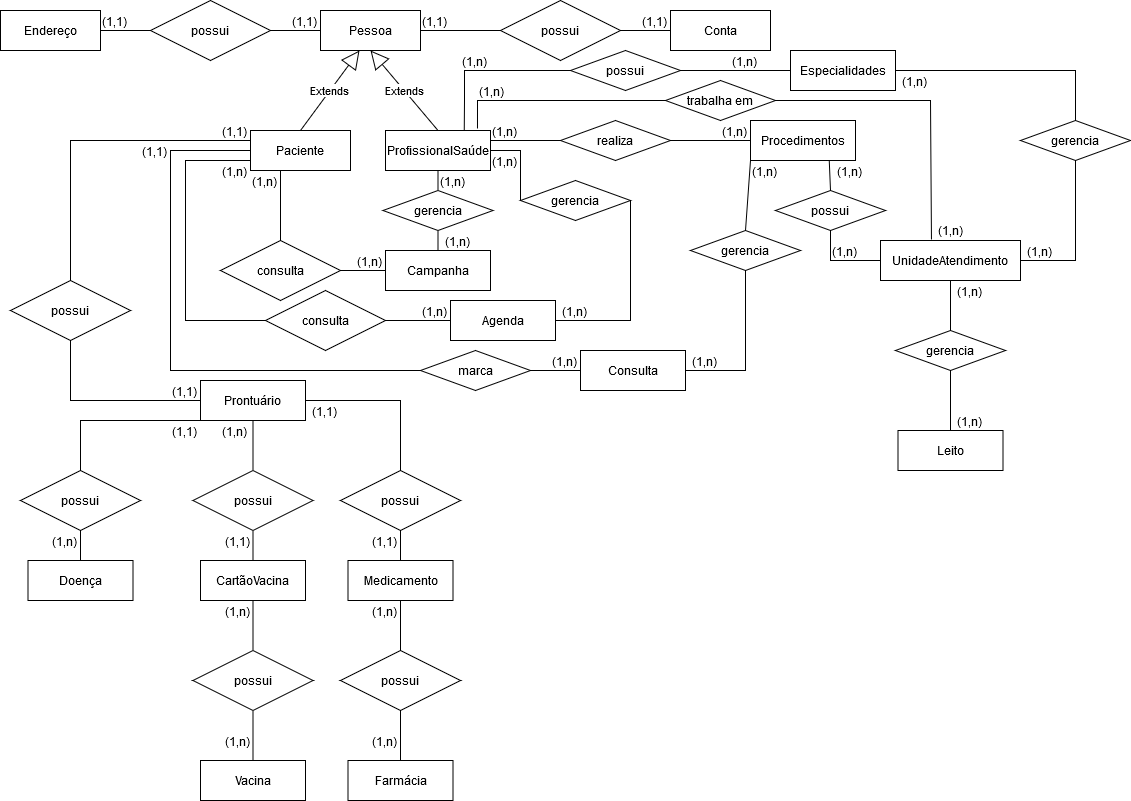 Endereço
(1,1)
possui
(1,1)
Pessoa
(1,1)
possui
(1,1)
Conta
Extends
Extends
(1,n)
possui
(1,n)
Especialidades
(1,n)
(1,n)
trabalha em
(1,1)
Paciente
ProfissionalSaúde
(1,n)
realiza
(1,n)
Procedimentos
gerencia
(1,1)
(1,n)
(1,n)
(1,n)
(1,n)
gerencia
(1,n)
(1,n)
gerencia
possui
(1,n)
(1,n)
gerencia
(1,n)
UnidadeAtendimento
(1,n)
consulta
(1,n)
Campanha
(1,n)
possui
consulta
(1,n)
Agenda
(1,n)
gerencia
marca
(1,n)
Consulta
(1,n)
(1,1)
Prontuário
(1,1)
(1,1)
(1,n)
(1,n)
Leito
possui
possui
possui
(1,n)
(1,1)
(1,1)
Doença
CartãoVacina
Medicamento
(1,n)
(1,n)
possui
possui
(1,n)
(1,n)
Vacina
Farmácia